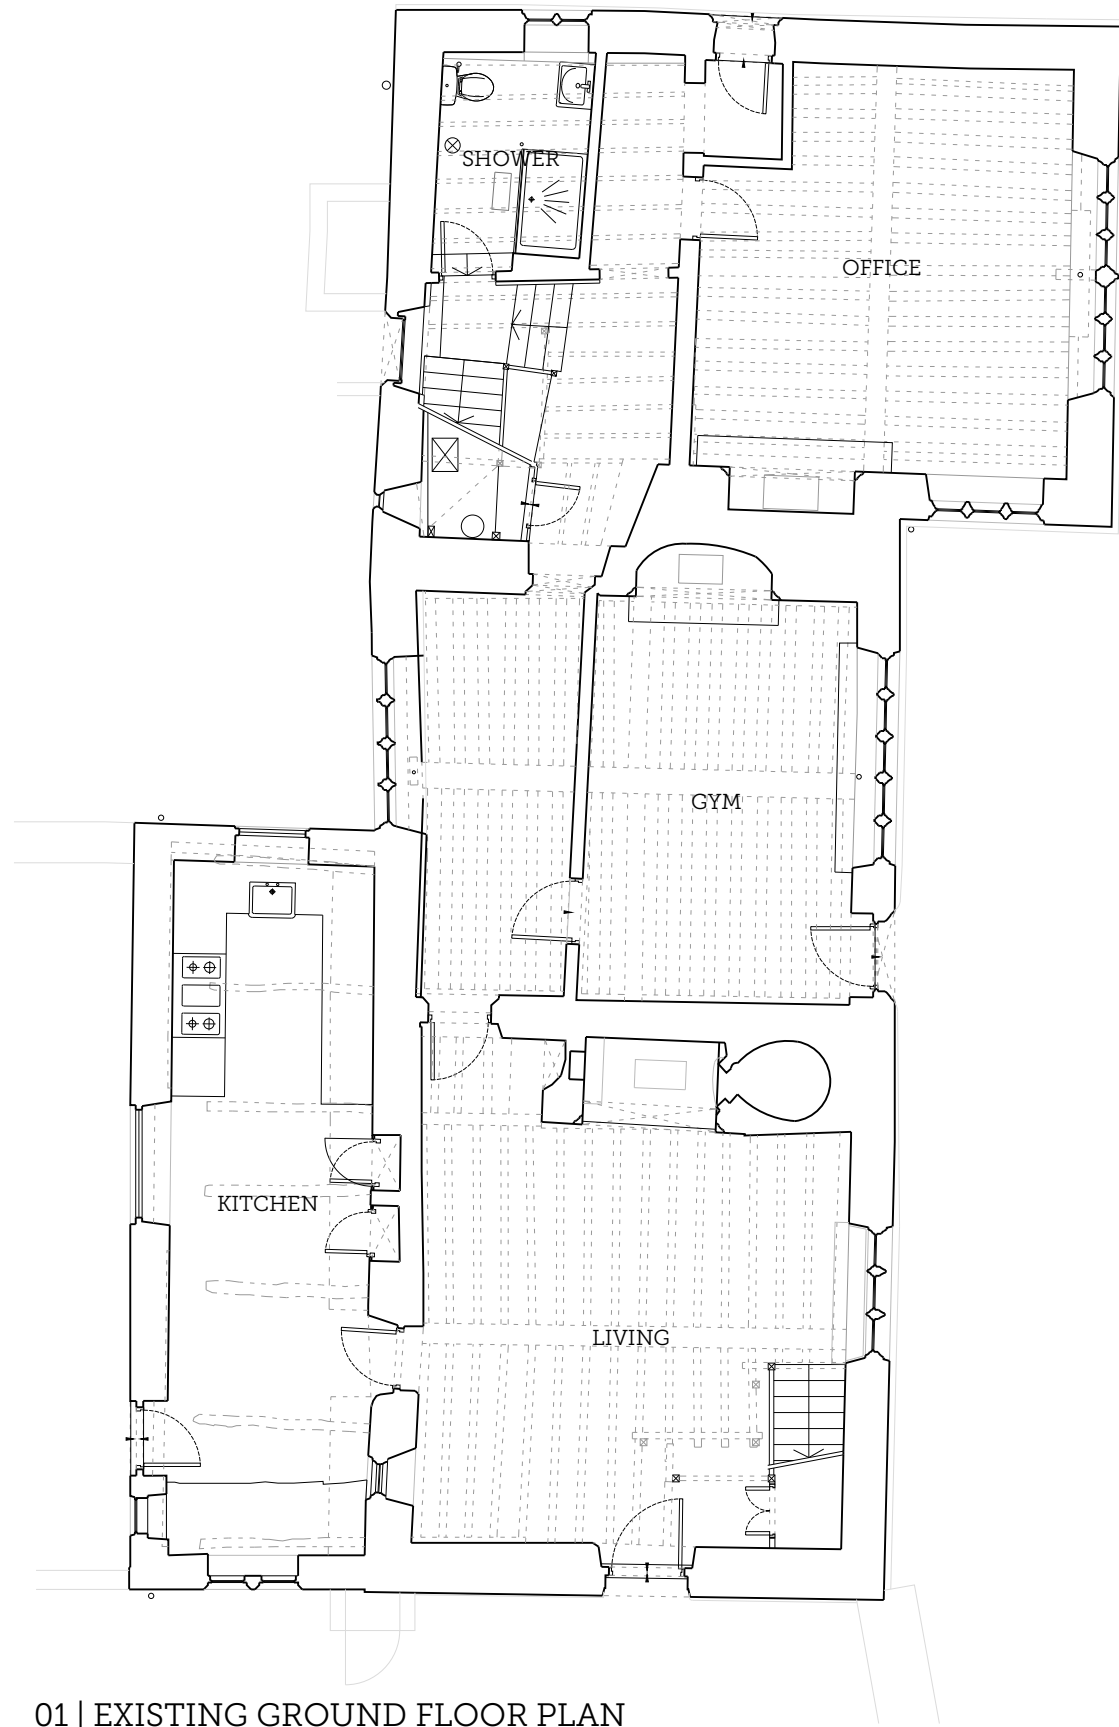 SHOWER
OFFICE
GYM
KITCHEN
LIVING
01 | EXISTING GROUND FLOOR PLAN